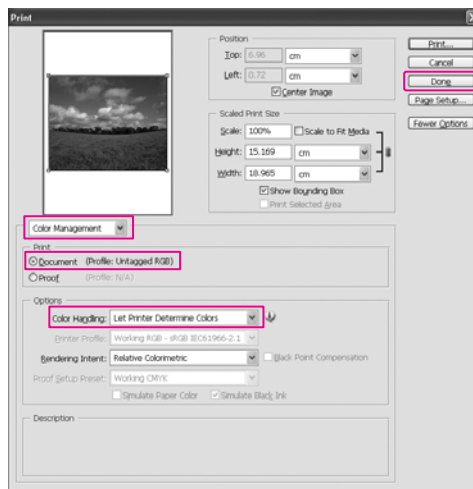 Print
Position
Top: 6.96 cm
Left: 0.72 cm
Center Image
Scaled Print Size
Scale: 100% Scale to Fit Media
Height: 15.169 cm
Width: 18.965 cm
Show Bounding Box
Print Selected Area
Print...
Cancel
Done
Page Setup...
Fewer Options
Color Management
Print
Document (Profile: Untagged RGB)
Proof (Profile: N/A)
Options
Color Handling: Let Printer Determine Colors
Printer Profile: Working RGB - sRGB IEC61966-2.1
Rendering Intent: Relative Colorimetric Black Point Compensation
Proof Setup Preset: Working CMYK
Simulate Paper Color Simulate Black Ink
Description